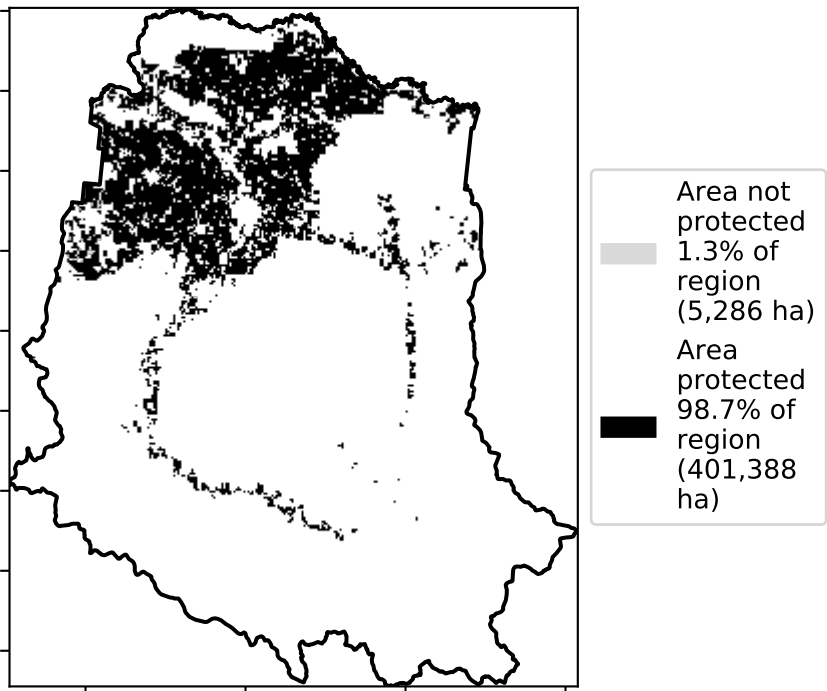 Area not
protected
1.3% of
region
(5,286 ha)
Area
protected
98.7% of
region
(401,388
ha)